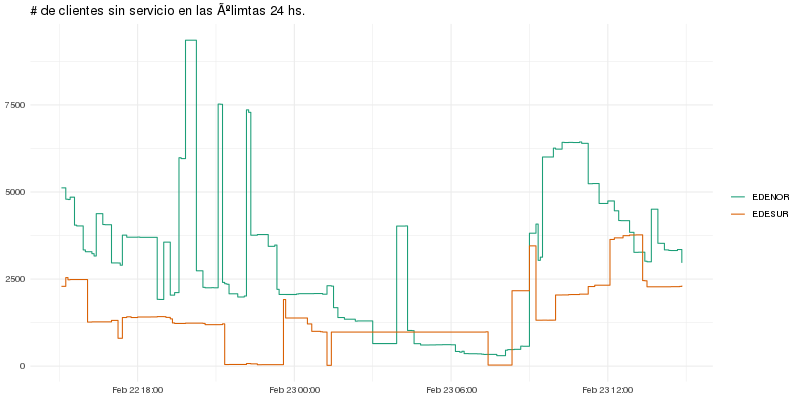 # de clientes sin servicio en las Ãºlimtas 24 hs.
7500
5000
2500
0
Feb 22 18:00
Feb 23 00:00
Feb 23 06:00
Feb 23 12:00
EDENOR
EDESUR